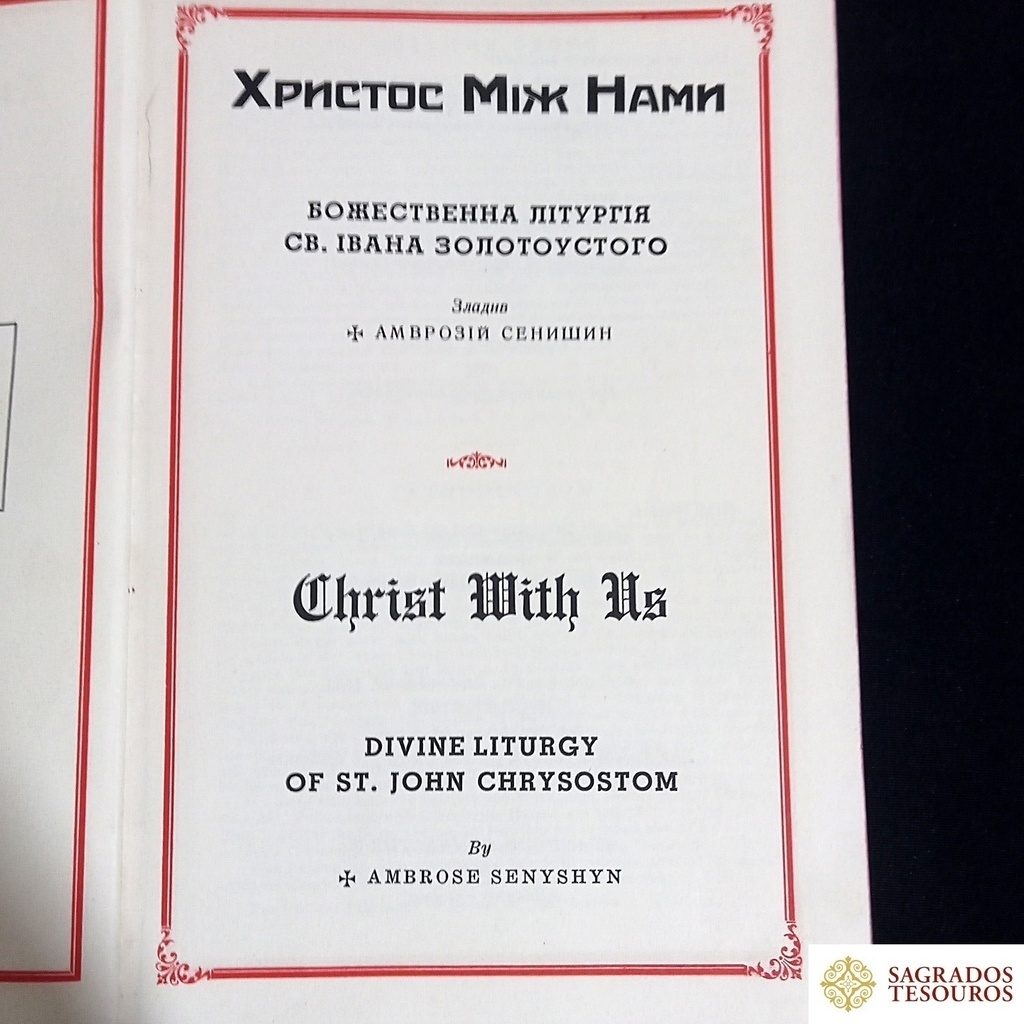 Христос Між Нами
БОЖЕСТВЕННА ЛІТУРГІЯ
СВ. ІВАНА ЗОЛОТОУСТОГО
Зладив
✠ АМВРОЗІЙ СЕНИШИН
Christ With Us
DIVINE LITURGY
OF ST. JOHN CHRYSOSTOM
By
✠ AMBROSE SENYSHYN
SAGRADOS
TESOUROS